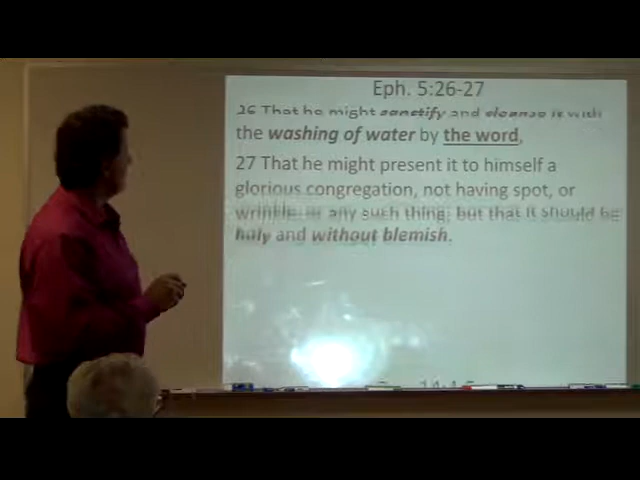 Eph. 5:26-27
26 That he might sanctify and cleanse it with
the washing of water by the word,
27 That he might present it to himself a
glorious congregation, not having spot, or
wrinkle, or any such thing; but that it should be
holy and without blemish.